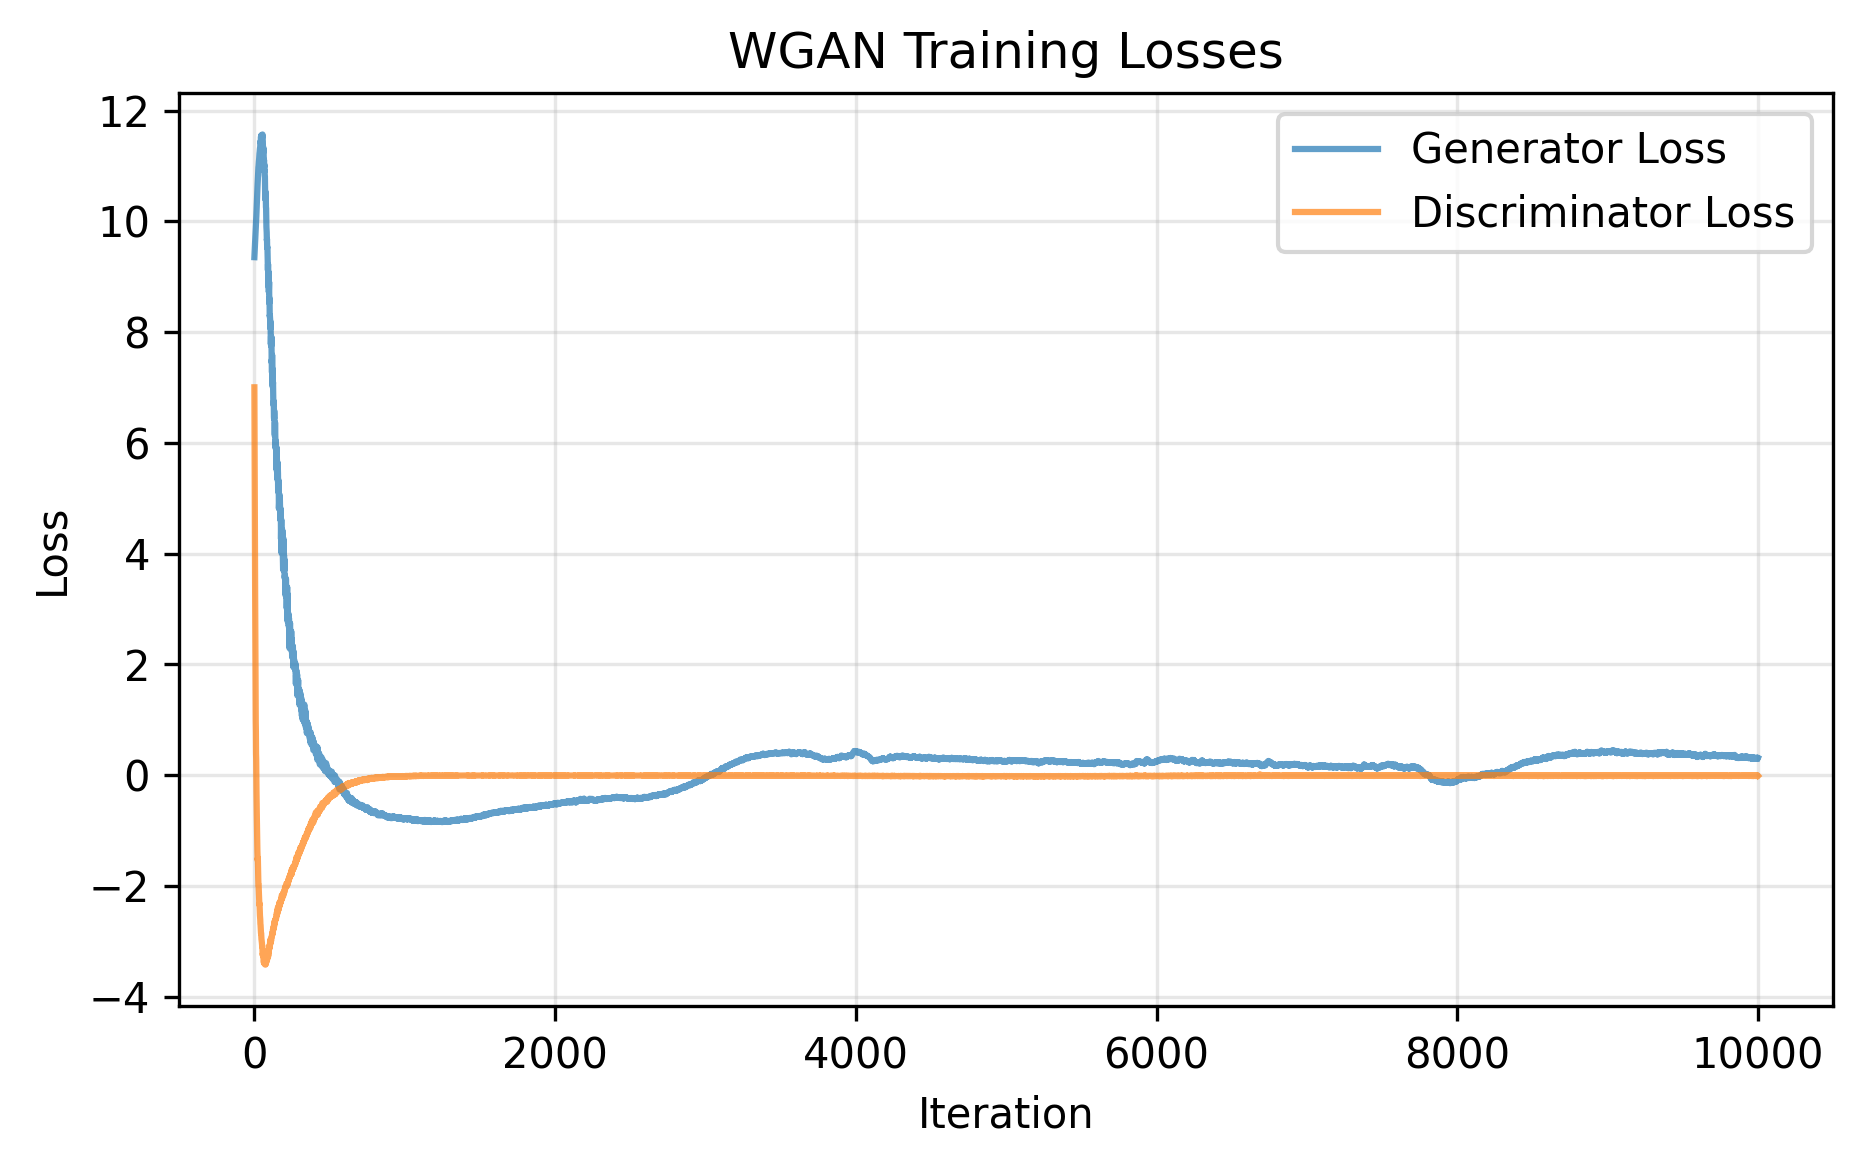 WGAN Training Losses
12
10
8
6
4
2
0
−2
−4
Loss
Generator Loss
Discriminator Loss
0 2000 4000 6000 8000 10000
Iteration